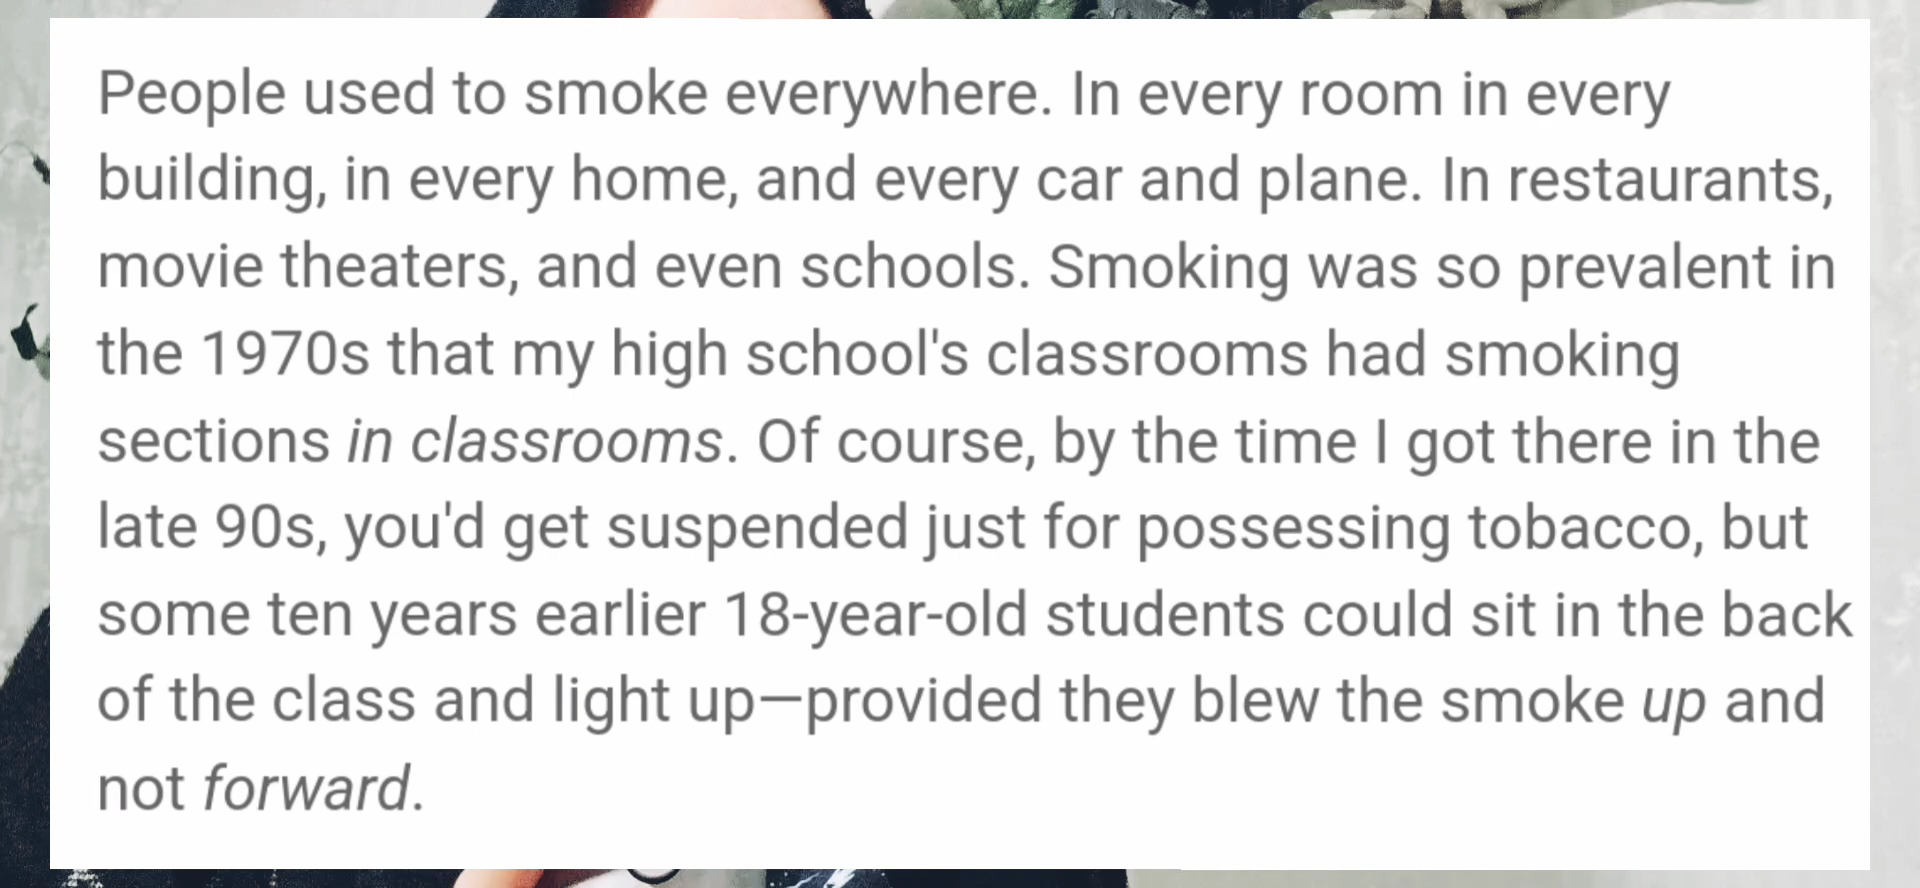 People used to smoke everywhere. In every room in every
building, in every home, and every car and plane. In restaurants,
movie theaters, and even schools. Smoking was so prevalent in
the 1970s that my high school's classrooms had smoking
sections in classrooms. Of course, by the time I got there in the
late 90s, you'd get suspended just for possessing tobacco, but
some ten years earlier 18-year-old students could sit in the back
of the class and light up—provided they blew the smoke up and
not forward.